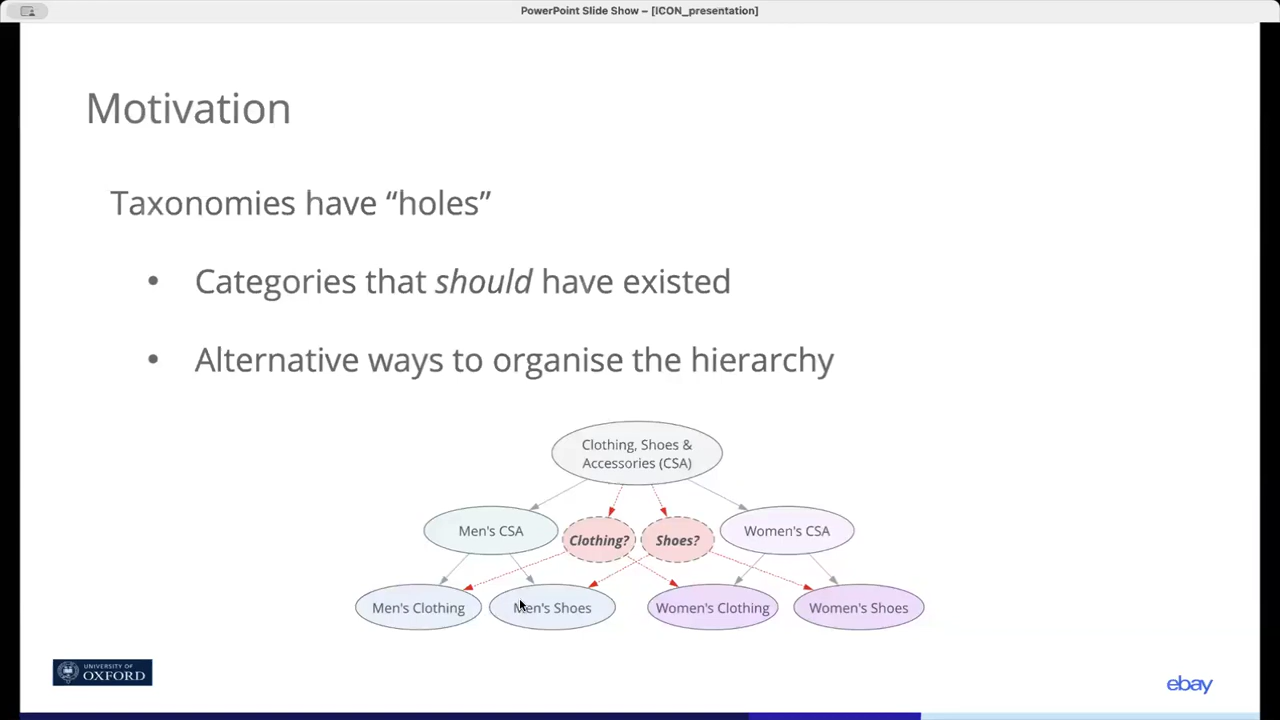 PowerPoint Slide Show – [ICON_presentation]
Motivation
Taxonomies have “holes”
• Categories that should have existed
• Alternative ways to organise the hierarchy
Clothing, Shoes &
Accessories (CSA)
Men's CSA
Clothing?
Shoes?
Women's CSA
Men's Clothing
Men's Shoes
Women's Clothing
Women's Shoes
UNIVERSITY OF
OXFORD
ebay